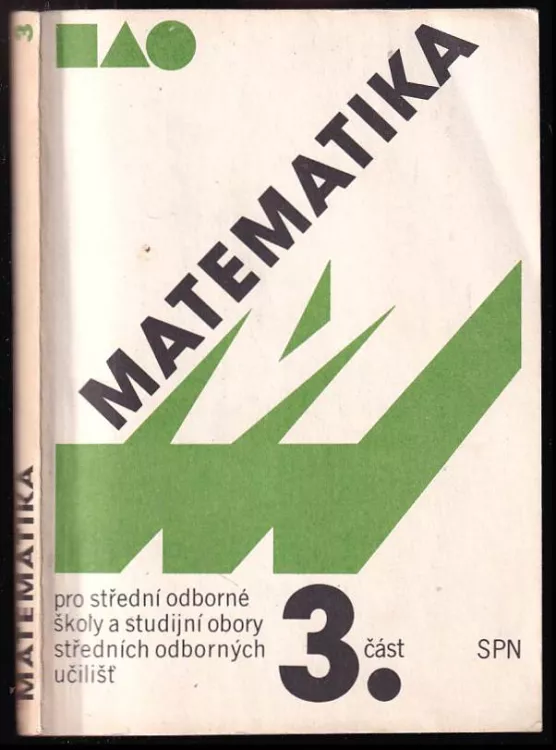 3
MATEMATIKA
MATEMATIKA
pro střední odborné
školy a studijní obory
středních odborných
učilišť
3.
část
SPN